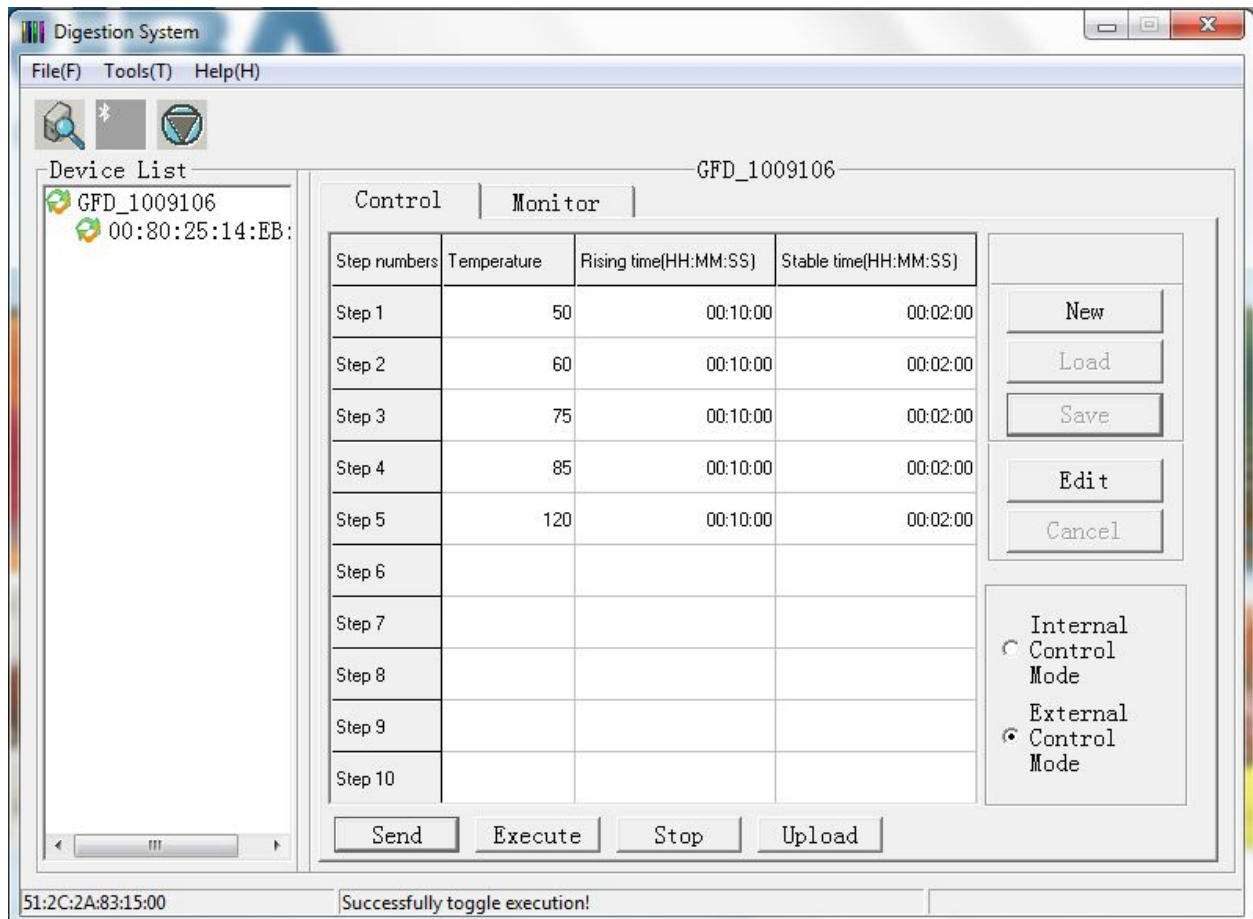 Digestion System
File(F) Tools(T) Help(H)
Device List
GFD_1009106
00:80:25:14:EB:
GFD_1009106
Control Monitor
Step numbers Temperature Rising time(HH:MM:SS) Stable time(HH:MM:SS)
Step 1 50 00:10:00 00:02:00
Step 2 60 00:10:00 00:02:00
Step 3 75 00:10:00 00:02:00
Step 4 85 00:10:00 00:02:00
Step 5 120 00:10:00 00:02:00
Step 6
Step 7
Step 8
Step 9
Step 10
New
Load
Save
Edit
Cancel
Internal
Control
Mode
External
Control
Mode
Send Execute Stop Upload
51:2C:2A:83:15:00 Successfully toggle execution!